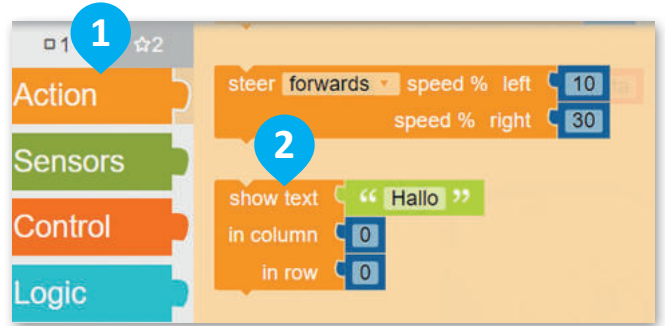 1 1 ☆2
Action
Sensors
Control
Logic
steer forwards speed % left 10
speed % right 30
2
show text “ Hallo ”
in column 0
in row 0